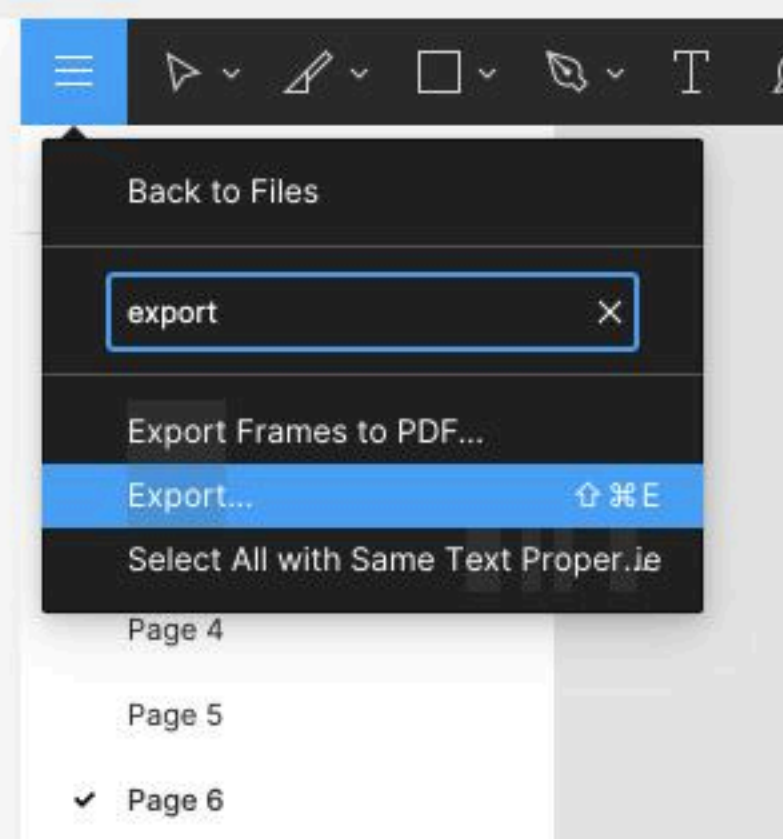 T
Back to Files
export
Export Frames to PDF...
Export... ⇧⌘E
Select All with Same Text
Page 4
Page 5
Page 6